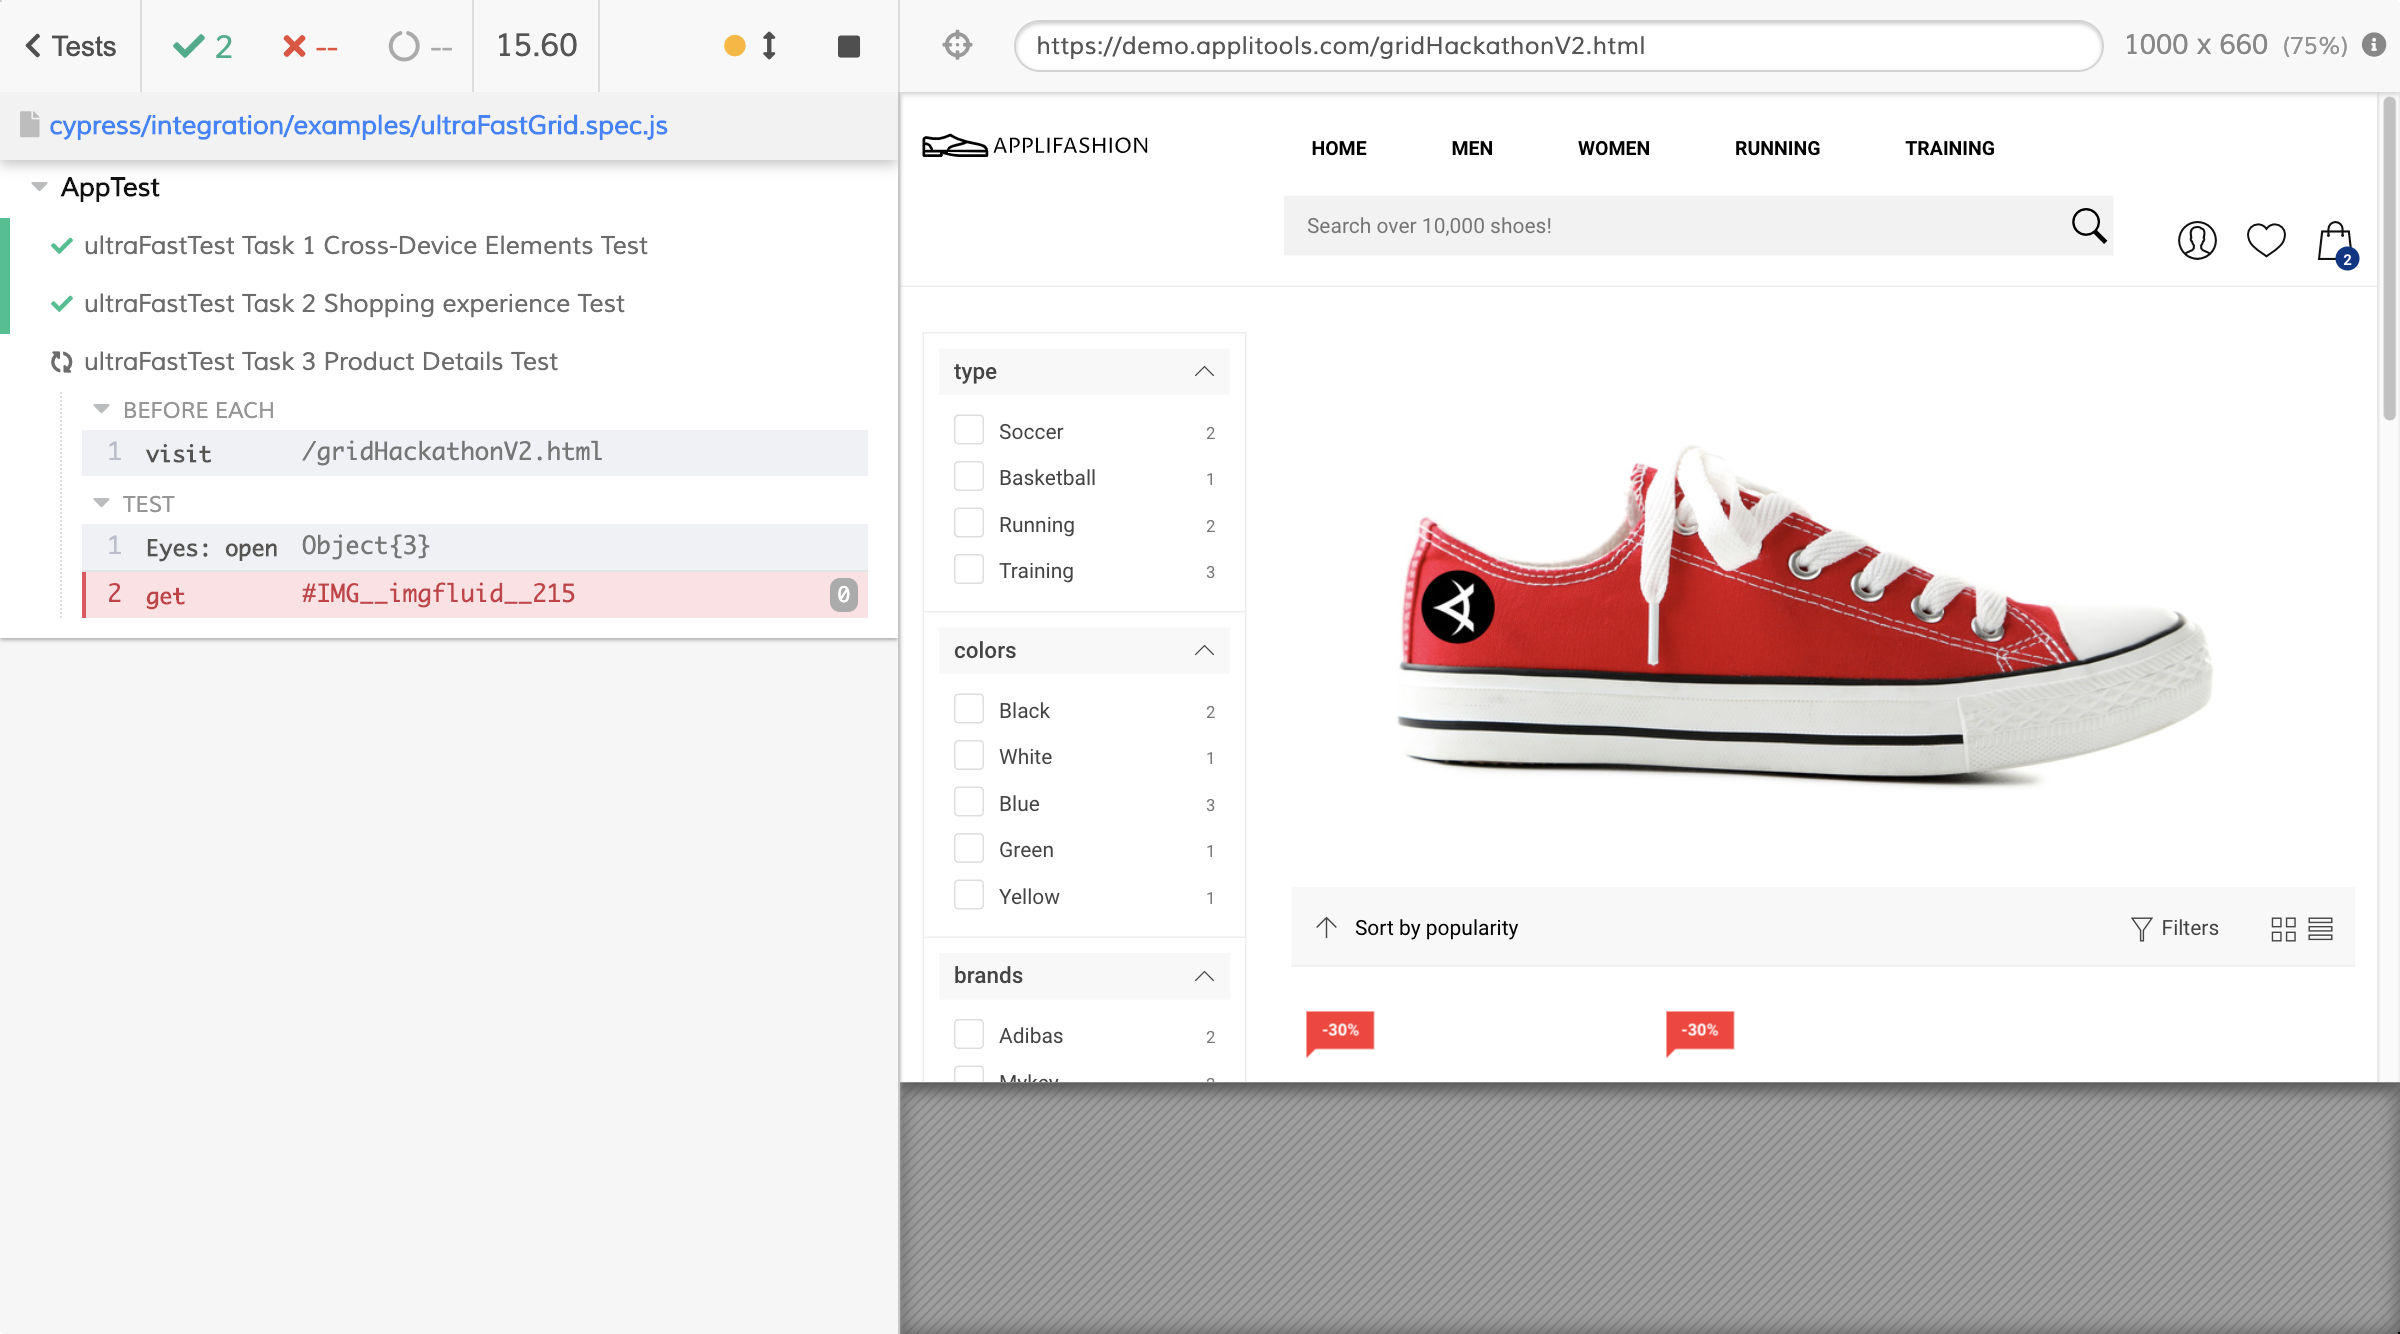 Tests
2
--
--
15.60
https://demo.applitools.com/gridHackathonV2.html
1000 x 660 (75%)
cypress/integration/examples/ultraFastGrid.spec.js
AppTest
ultraFastTest Task 1 Cross-Device Elements Test
ultraFastTest Task 2 Shopping experience Test
ultraFastTest Task 3 Product Details Test
BEFORE EACH
1 visit /gridHackathonV2.html
TEST
1 Eyes: open Object{3}
2 get #IMG__imgfluid__215 0
APPLIFASHION
HOME MEN WOMEN RUNNING TRAINING
Search over 10,000 shoes!
2
type
Soccer 2
Basketball 1
Running 2
Training 3
colors
Black 2
White 1
Blue 3
Green 1
Yellow 1
brands
Adibas 2
Sort by popularity
Filters
-30%
-30%